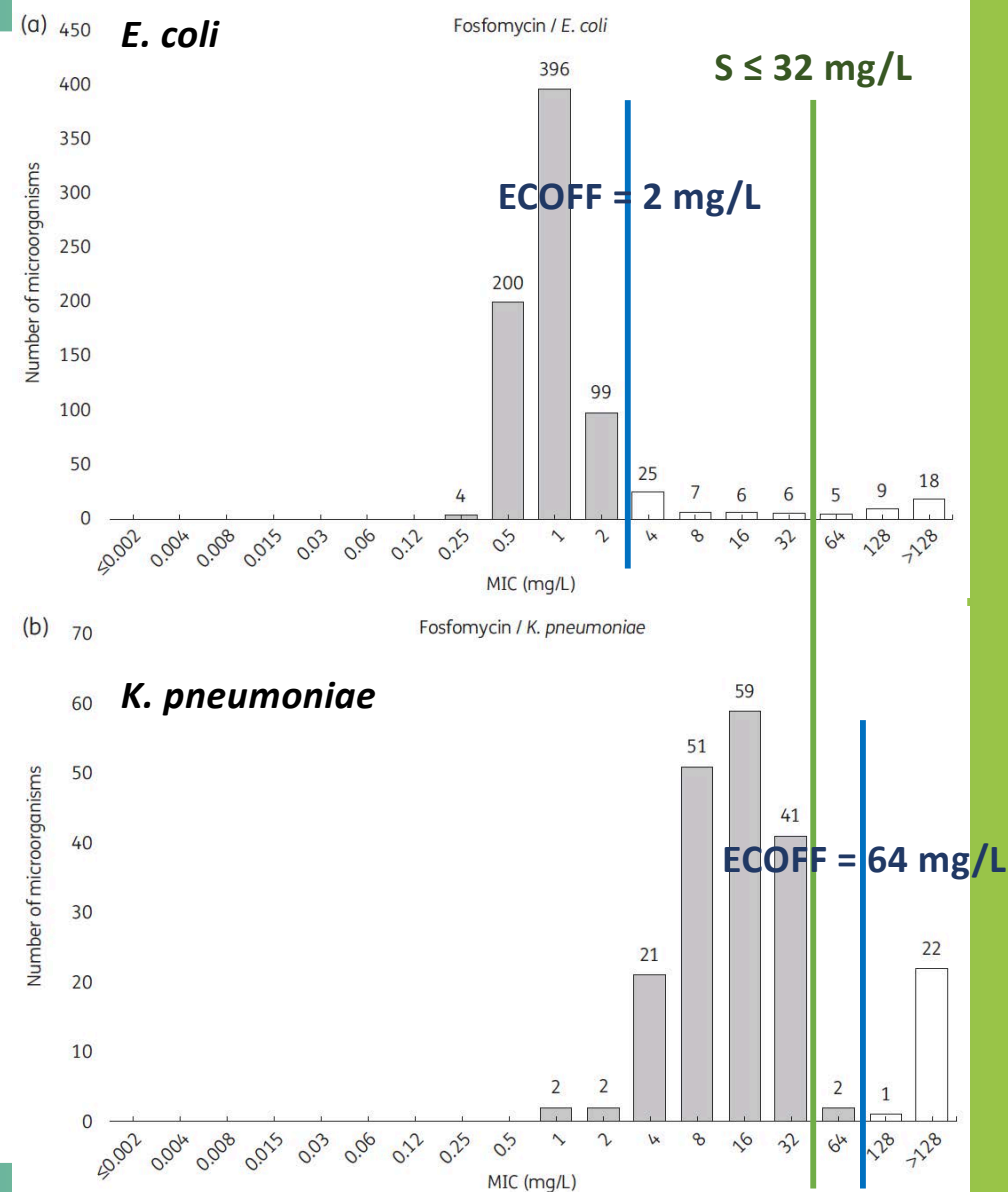 (a)
E. coli
Fosfomycin / E. coli
S ≤ 32 mg/L
ECOFF = 2 mg/L
Number of microorganisms
450
400
350
300
250
200
150
100
50
0
4
200
396
99
25
7
6
6
5
9
18
≤0.002 0.004 0.008 0.015 0.03 0.06 0.12 0.25 0.5 1 2 4 8 16 32 64 128 >128
MIC (mg/L)
(b)
Fosfomycin / K. pneumoniae
K. pneumoniae
ECOFF = 64 mg/L
Number of microorganisms
70
60
50
40
30
20
10
0
2
2
21
51
59
41
2
1
22
≤0.002 0.004 0.008 0.015 0.03 0.06 0.12 0.25 0.5 1 2 4 8 16 32 64 128 >128
MIC (mg/L)